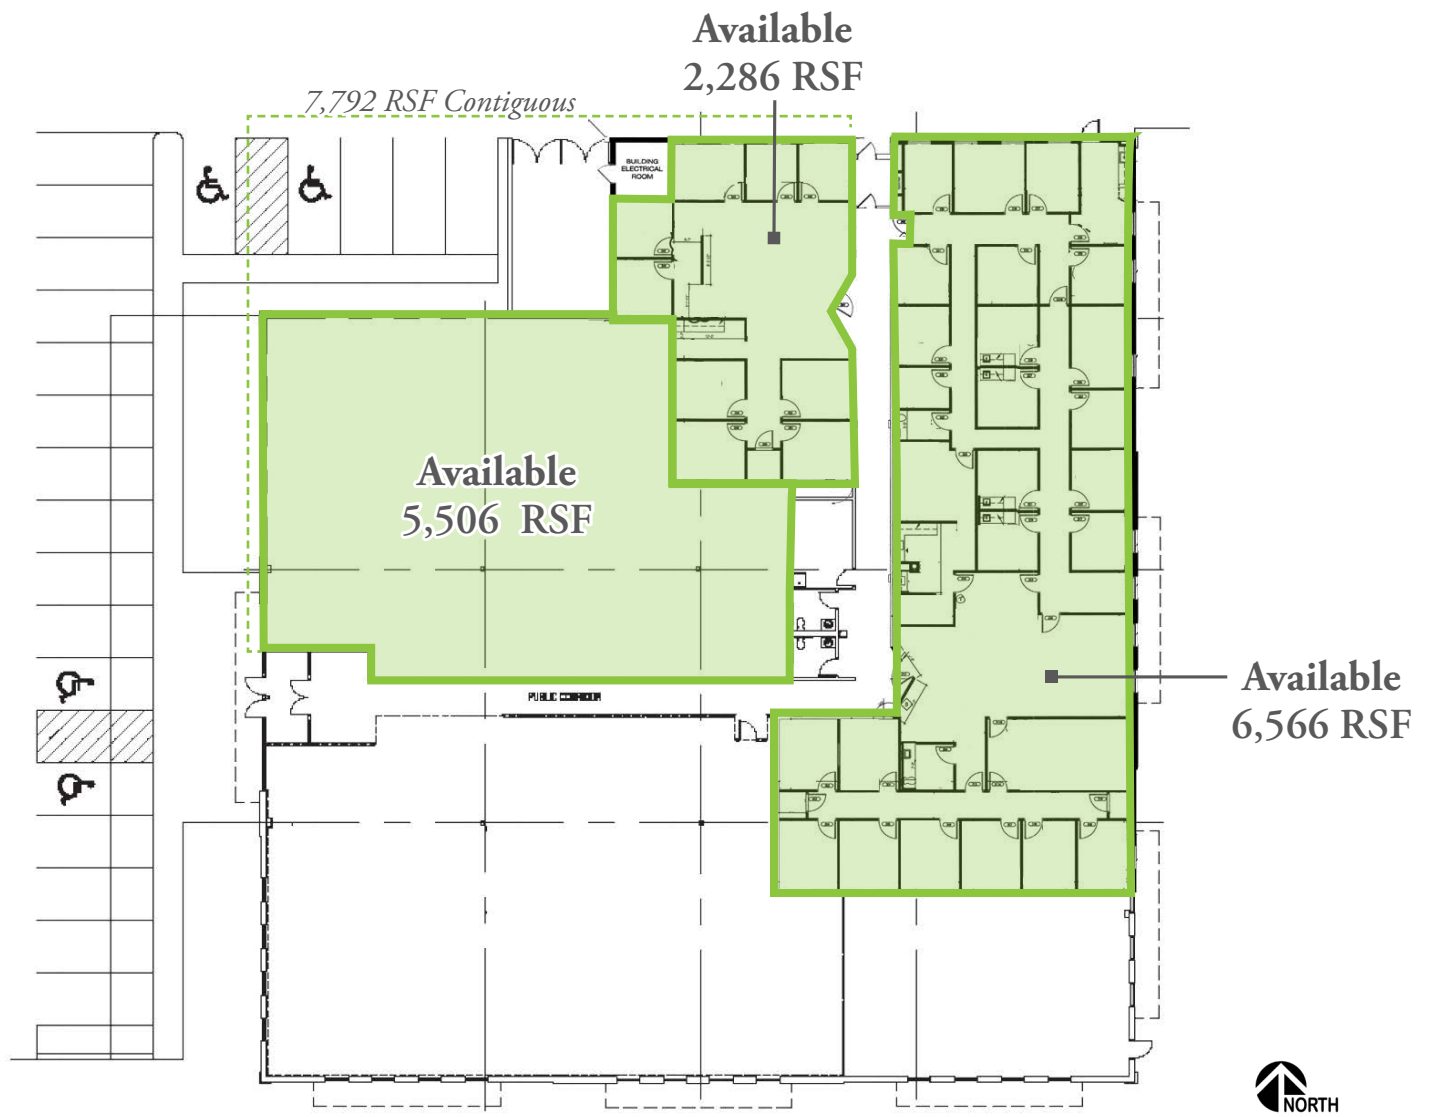 Available
2,286 RSF
7,792 RSF Contiguous
BUILDING
ELECTRICAL
ROOM
Available
5,506 RSF
Available
6,566 RSF
PUBLIC CORRIDOR
NORTH